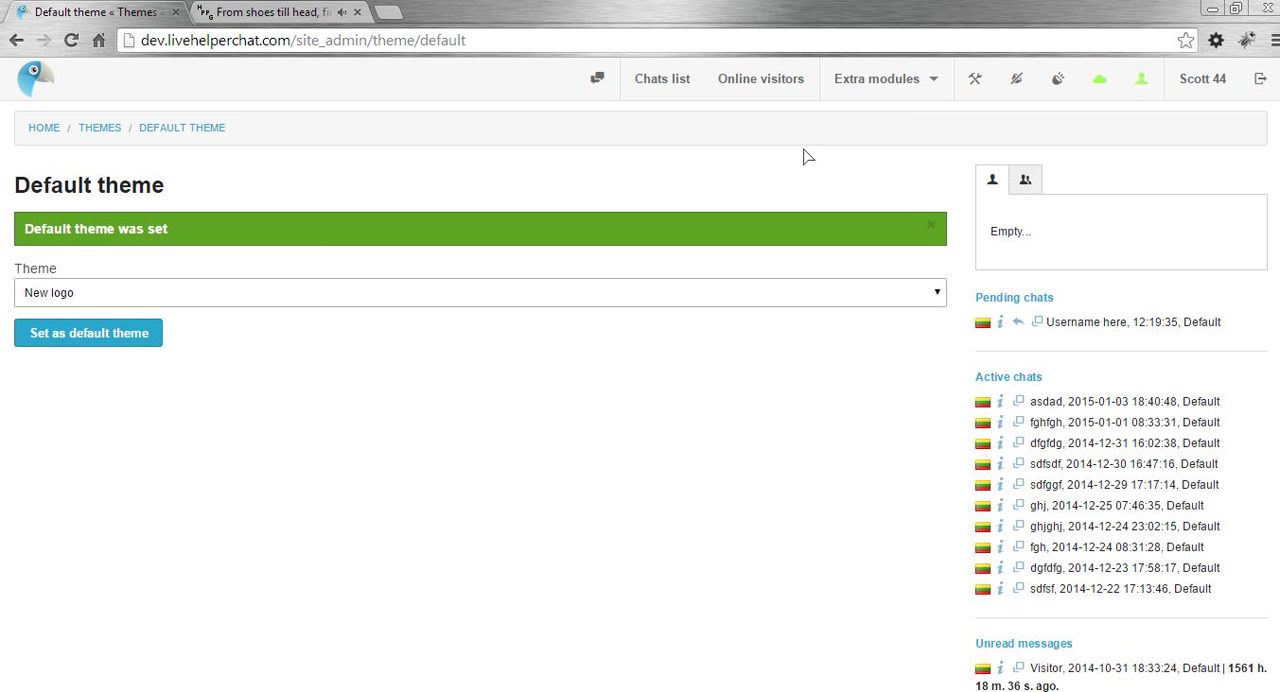 Default theme « Themes «
From shoes till head, fi
dev.livehelperchat.com/site_admin/theme/default
Chats list
Online visitors
Extra modules
Scott 44
HOME / THEMES / DEFAULT THEME
Default theme
Default theme was set
Theme
New logo
Set as default theme
Empty...
Pending chats
Username here, 12:19:35, Default
Active chats
asdad, 2015-01-03 18:40:48, Default
fghfgh, 2015-01-01 08:33:31, Default
dfgfdg, 2014-12-31 16:02:38, Default
sdfsdf, 2014-12-30 16:47:16, Default
sdfggf, 2014-12-29 17:17:14, Default
ghj, 2014-12-25 07:46:35, Default
ghjghj, 2014-12-24 23:02:15, Default
fgh, 2014-12-24 08:31:28, Default
dgfdfg, 2014-12-23 17:58:17, Default
sdfsf, 2014-12-22 17:13:46, Default
Unread messages
Visitor, 2014-10-31 18:33:24, Default | 1561 h.
18 m. 36 s. ago.